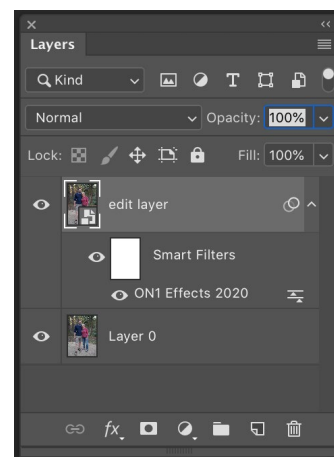 Layers
Kind
Normal Opacity: 100%
Lock: Fill: 100%
edit layer
Smart Filters
ON1 Effects 2020
Layer 0
fx